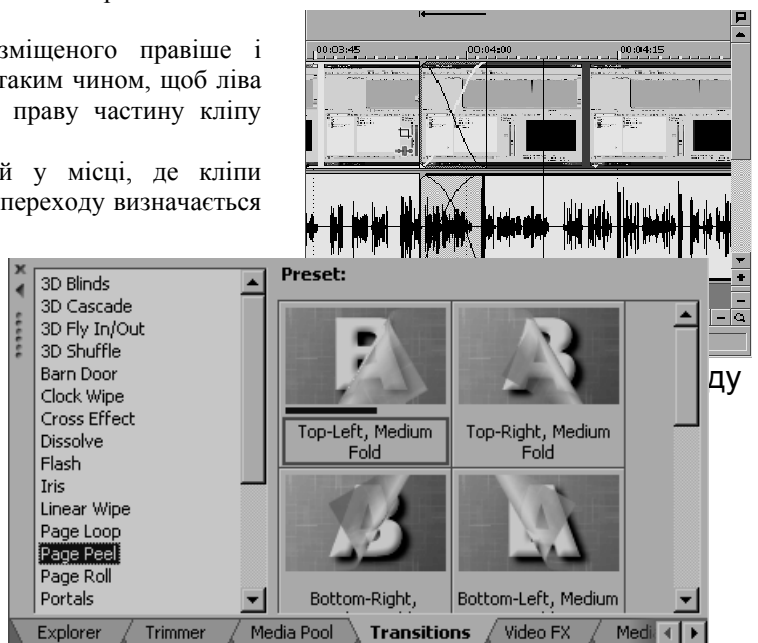 00:03:45 00:04:00 00:04:15
зміщеного правіше і
таким чином, щоб ліва
праву частину кліпу
й у місці, де кліпи
переходу визначається
ду
3D Blinds
3D Cascade
3D Fly In/Out
3D Shuffle
Barn Door
Clock Wipe
Cross Effect
Dissolve
Flash
Iris
Linear Wipe
Page Loop
Page Peel
Page Roll
Portals
Preset:
Top-Left, Medium
Fold
Top-Right, Medium
Fold
Bottom-Right,
Bottom-Left, Medium
Explorer Trimmer Media Pool Transitions Video FX Medi